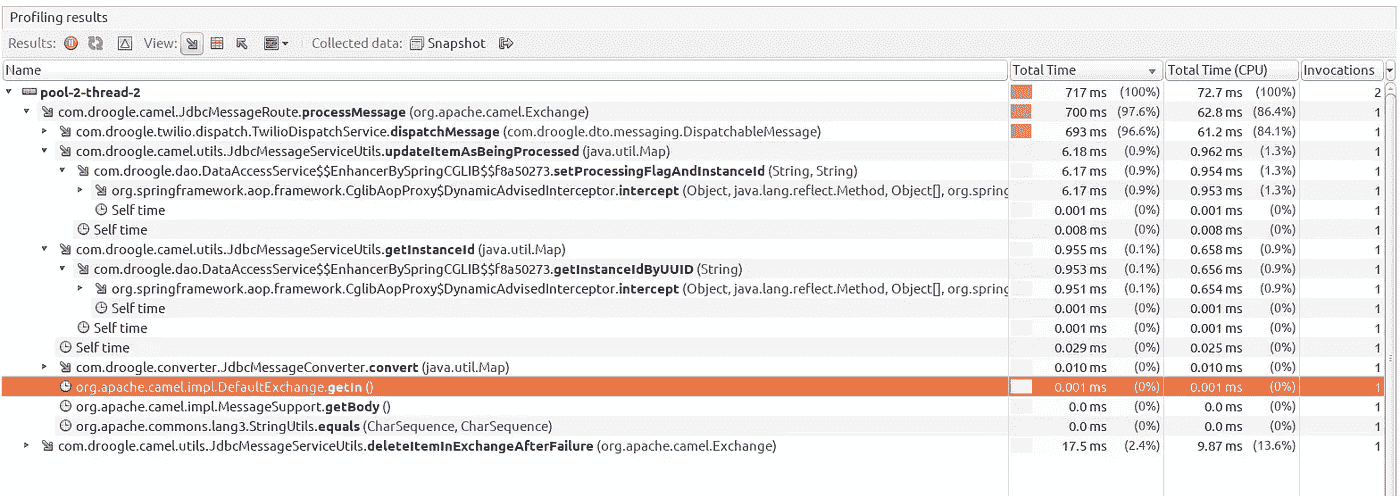 Profiling results
Results: View: Collected data: Snapshot
Name Total Time Total Time (CPU) Invocations
pool-2-thread-2 717 ms (100%) 72.7 ms (100%) 2
com.droogle.camel.JdbcMessageRoute.processMessage (org.apache.camel.Exchange) 700 ms (97.6%) 62.8 ms (86.4%) 1
com.droogle.twilio.dispatch.TwilioDispatchService.dispatchMessage (com.droogle.dto.messaging.DispatchableMessage) 693 ms (96.6%) 61.2 ms (84.1%) 1
com.droogle.camel.utils.JdbcMessageServiceUtils.updateItemAsBeingProcessed (java.util.Map) 6.18 ms (0.9%) 0.962 ms (1.3%) 1
com.droogle.dao.DataAccessService$$EnhancerBySpringCGLIB$$f8a50273.setProcessingFlagAndInstanceId (String, String) 6.17 ms (0.9%) 0.954 ms (1.3%) 1
org.springframework.aop.framework.CglibAopProxy$DynamicAdvisedInterceptor.intercept (Object, java.lang.reflect.Method, Object[], org.spring 6.17 ms (0.9%) 0.953 ms (1.3%) 1
Self time 0.001 ms (0%) 0.001 ms (0%) 1
Self time 0.008 ms (0%) 0.008 ms (0%) 1
com.droogle.camel.utils.JdbcMessageServiceUtils.getInstanceId (java.util.Map) 0.955 ms (0.1%) 0.658 ms (0.9%) 1
com.droogle.dao.DataAccessService$$EnhancerBySpringCGLIB$$f8a50273.getInstanceIdByUUID (String) 0.953 ms (0.1%) 0.656 ms (0.9%) 1
org.springframework.aop.framework.CglibAopProxy$DynamicAdvisedInterceptor.intercept (Object, java.lang.reflect.Method, Object[], org.spring 0.951 ms (0.1%) 0.654 ms (0.9%) 1
Self time 0.001 ms (0%) 0.001 ms (0%) 1
Self time 0.001 ms (0%) 0.001 ms (0%) 1
Self time 0.029 ms (0%) 0.025 ms (0%) 1
com.droogle.converter.JdbcMessageConverter.convert (java.util.Map) 0.010 ms (0%) 0.010 ms (0%) 1
org.apache.camel.impl.DefaultExchange.getIn () 0.001 ms (0%) 0.001 ms (0%) 1
org.apache.camel.impl.MessageSupport.getBody () 0.0 ms (0%) 0.0 ms (0%) 1
org.apache.commons.lang3.StringUtils.equals (CharSequence, CharSequence) 0.0 ms (0%) 0.0 ms (0%) 1
com.droogle.camel.utils.JdbcMessageServiceUtils.deleteItemInExchangeAfterFailure (org.apache.camel.Exchange) 17.5 ms (2.4%) 9.87 ms (13.6%) 1